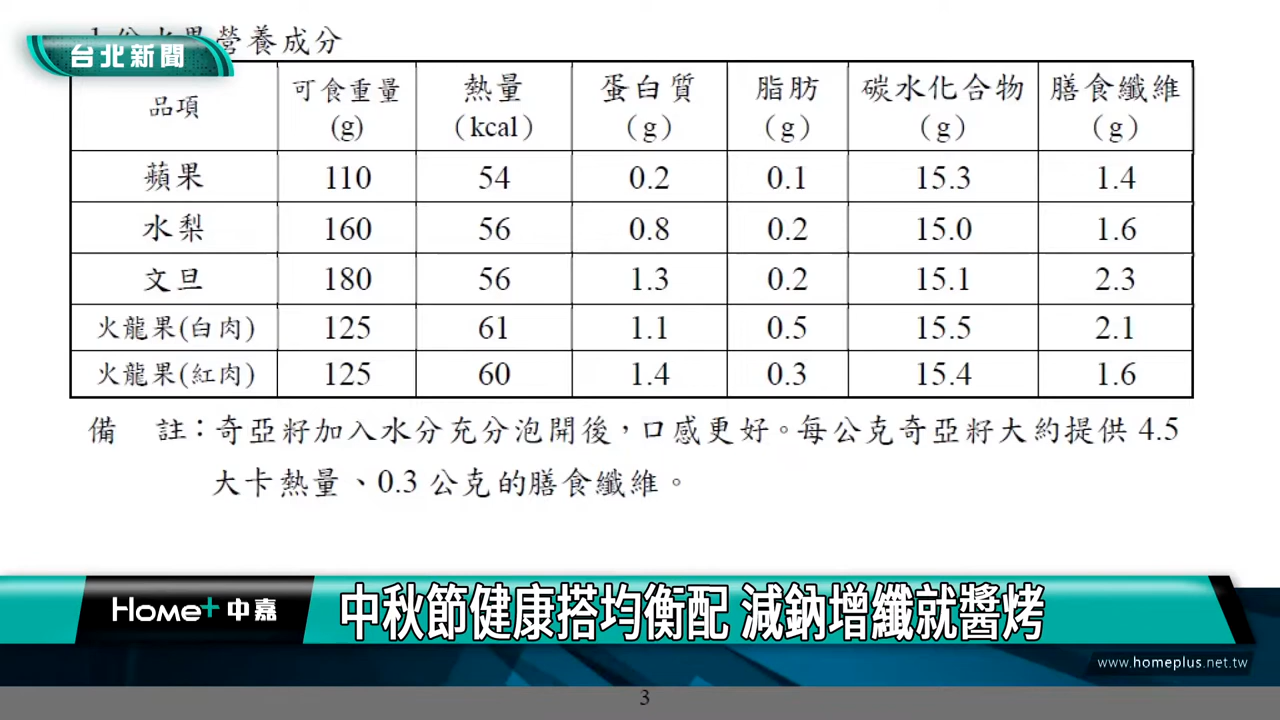 台北新聞
營養成分
品項 可食重量 (g) 熱量 (kcal) 蛋白質 (g) 脂肪 (g) 碳水化合物 (g) 膳食纖維 (g)
蘋果 110 54 0.2 0.1 15.3 1.4
水梨 160 56 0.8 0.2 15.0 1.6
文旦 180 56 1.3 0.2 15.1 2.3
火龍果(白肉) 125 61 1.1 0.5 15.5 2.1
火龍果(紅肉) 125 60 1.4 0.3 15.4 1.6
備 註：奇亞籽加入水分充分泡開後，口感更好。每公克奇亞籽大約提供 4.5
大卡熱量、0.3 公克的膳食纖維。
Home+中嘉 中秋節健康搭均衡配 減鈉增纖就醬烤
www.homeplus.net.tw
3